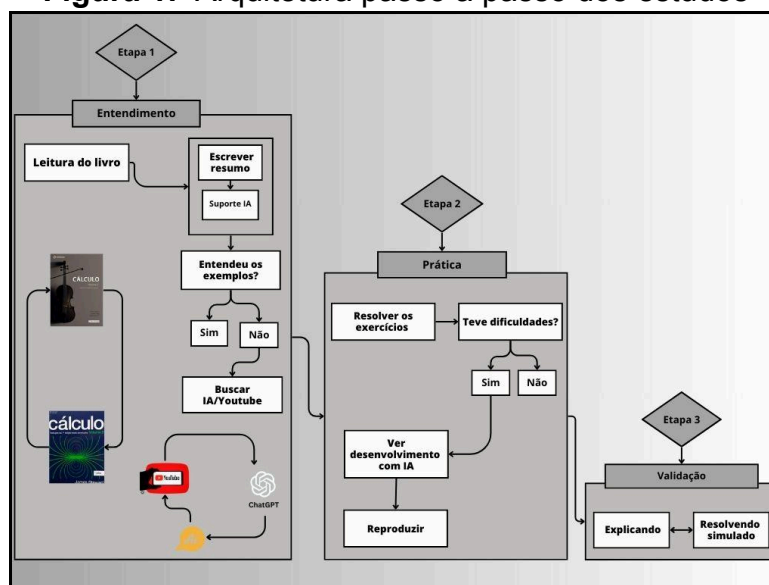 Figura 1. Arquitetura passo a passo dos estudos
Etapa 1
Entendimento
Leitura do livro
Escrever
resumo
Suporte IA
Entendeu os
exemplos?
Sim
Não
Buscar
IA/Youtube
CÁLCULO
cálculo
YouTube
ChatGPT
Etapa 2
Prática
Resolver os
exercícios
Teve dificuldades?
Sim
Não
Ver
desenvolvimento
com IA
Reproduzir
Etapa 3
Validação
Explicando
Resolvendo
simulado